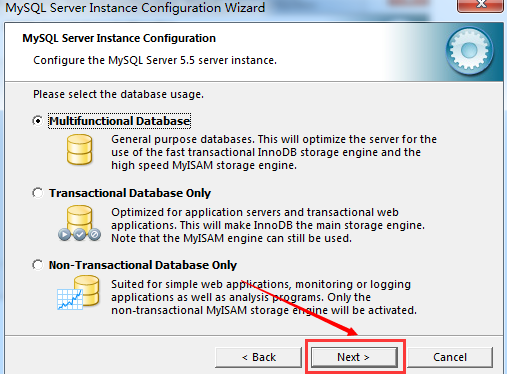 MySQL Server Instance Configuration Wizard
MySQL Server Instance Configuration
Configure the MySQL Server 5.5 server instance.
Please select the database usage.
Multifunctional Database
General purpose databases. This will optimize the server for the
use of the fast transactional InnoDB storage engine and the
high speed MyISAM storage engine.
Transactional Database Only
Optimized for application servers and transactional web
applications. This will make InnoDB the main storage engine.
Note that the MyISAM engine can still be used.
Non-Transactional Database Only
Suited for simple web applications, monitoring or logging
applications as well as analysis programs. Only the
non-transactional MyISAM storage engine will be activated.
< Back Next > Cancel